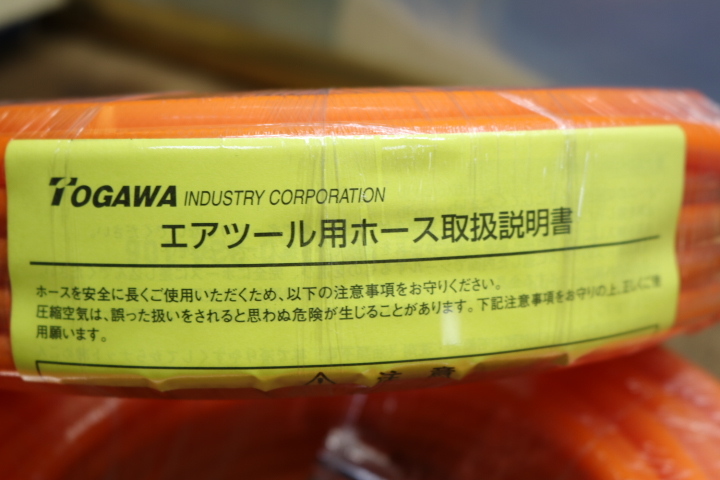 TOGAWA INDUSTRY CORPORATION
エアツール用ホース取扱説明書
ホースを安全に長くご使用いただくため、以下の注意事項をお守りください。
圧縮空気は、誤った扱いをされると思わぬ危険が生じることがあります。下記注意事項をお守りの上、正しくご使
用願います。
⚠ 注意